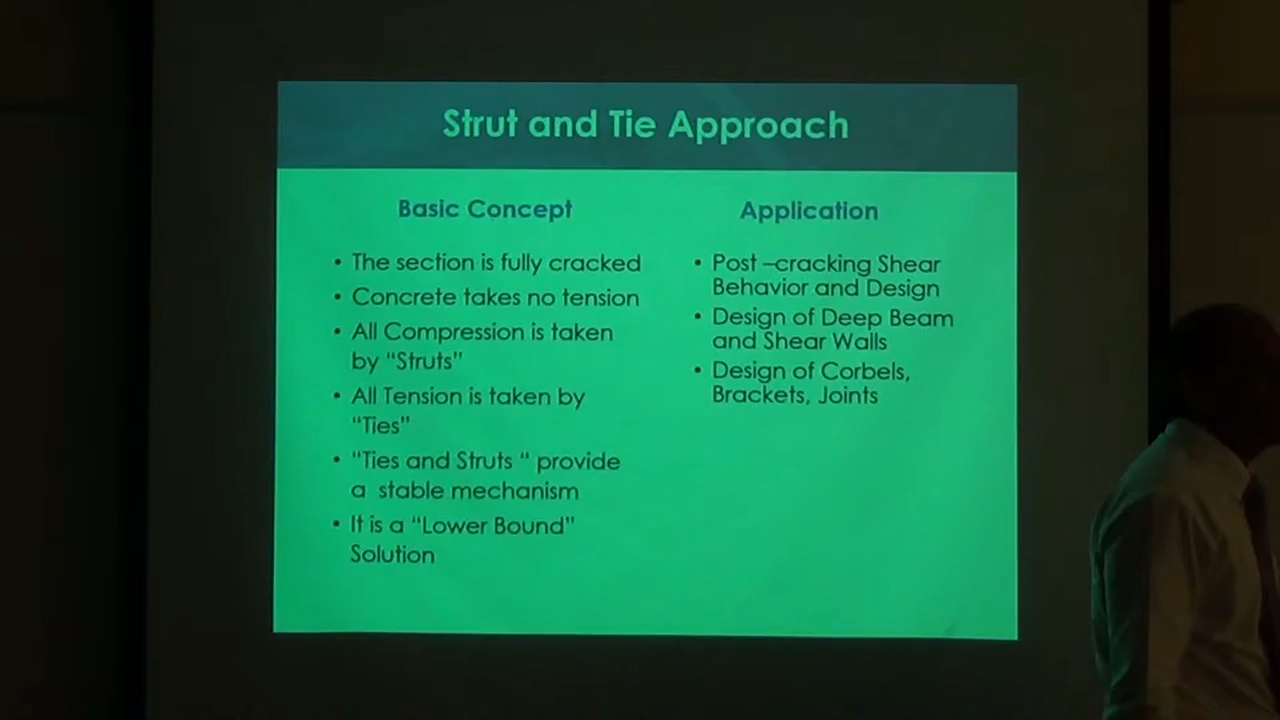 Strut and Tie Approach
Basic Concept
• The section is fully cracked
• Concrete takes no tension
• All Compression is taken
by “Struts”
• All Tension is taken by
“Ties”
• "Ties and Struts “ provide
a stable mechanism
• It is a “Lower Bound”
Solution
Application
• Post –cracking Shear
Behavior and Design
• Design of Deep Beam
and Shear Walls
• Design of Corbels,
Brackets, Joints